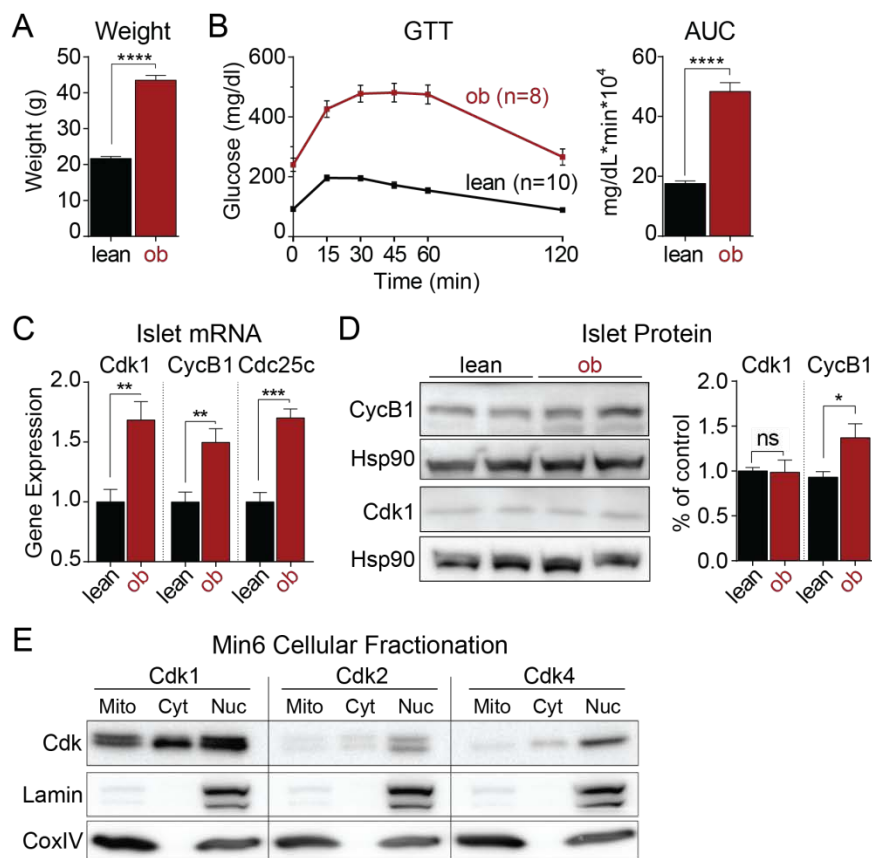 A Weight
****
Weight (g)
50
40
30
20
10
0
lean ob
B GTT
Glucose (mg/dl)
600
400
200
0
ob (n=8)
lean (n=10)
0 15 30 45 60 120
Time (min)
AUC
****
mg/dL*min*10⁴
60
40
20
0
lean ob
C Islet mRNA
Cdk1 CycB1 Cdc25c
** ** ***
Gene Expression
2.0
1.5
1.0
0.5
lean ob lean ob lean ob
D Islet Protein
lean ob
CycB1
Hsp90
Cdk1
Hsp90
Cdk1 CycB1
ns *
% of control
2.0
1.5
1.0
0.5
0.0
lean ob lean ob
E Min6 Cellular Fractionation
Cdk1 Cdk2 Cdk4
Mito Cyt Nuc Mito Cyt Nuc Mito Cyt Nuc
Cdk
Lamin
CoxIV